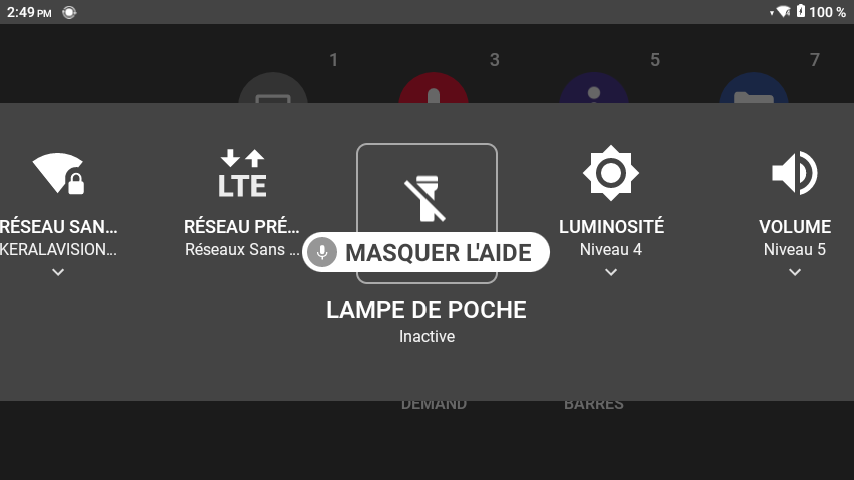 2:49 PM
100 %
1
3
5
7
LTE
RÉSEAU SAN...
RÉSEAU PRÉ...
LUMINOSITÉ
VOLUME
KERALAVISION...
Réseaux Sans ...
Niveau 4
Niveau 5
MASQUER L'AIDE
LAMPE DE POCHE
Inactive
DEMAND
BARRES